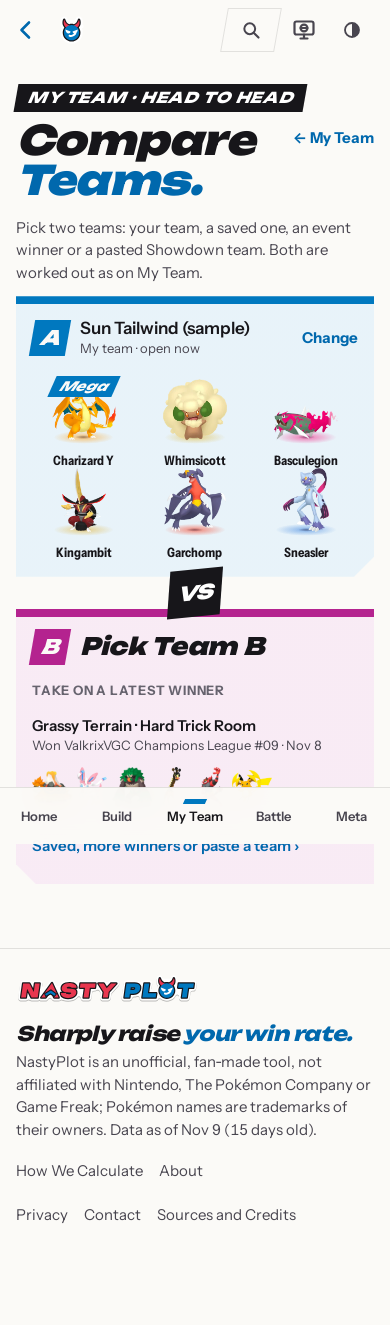 MY TEAM · HEAD TO HEAD
Compare
Teams.
← My Team
Pick two teams: your team, a saved one, an event
winner or a pasted Showdown team. Both are
worked out as on My Team.
A
Sun Tailwind (sample)
My team · open now
Change
Mega
Charizard Y
Whimsicott
Basculegion
Kingambit
Garchomp
Sneasler
VS
B
Pick Team B
TAKE ON A LATEST WINNER
Grassy Terrain · Hard Trick Room
Won ValkrixVGC Champions League #09 · Nov 8
Home
Build
My Team
Battle
Meta
Saved, more winners or paste a team ›
NASTY PLOT
Sharply raise your win rate.
NastyPlot is an unofficial, fan-made tool, not
affiliated with Nintendo, The Pokémon Company or
Game Freak; Pokémon names are trademarks of
their owners. Data as of Nov 9 (15 days old).
How We Calculate
About
Privacy
Contact
Sources and Credits